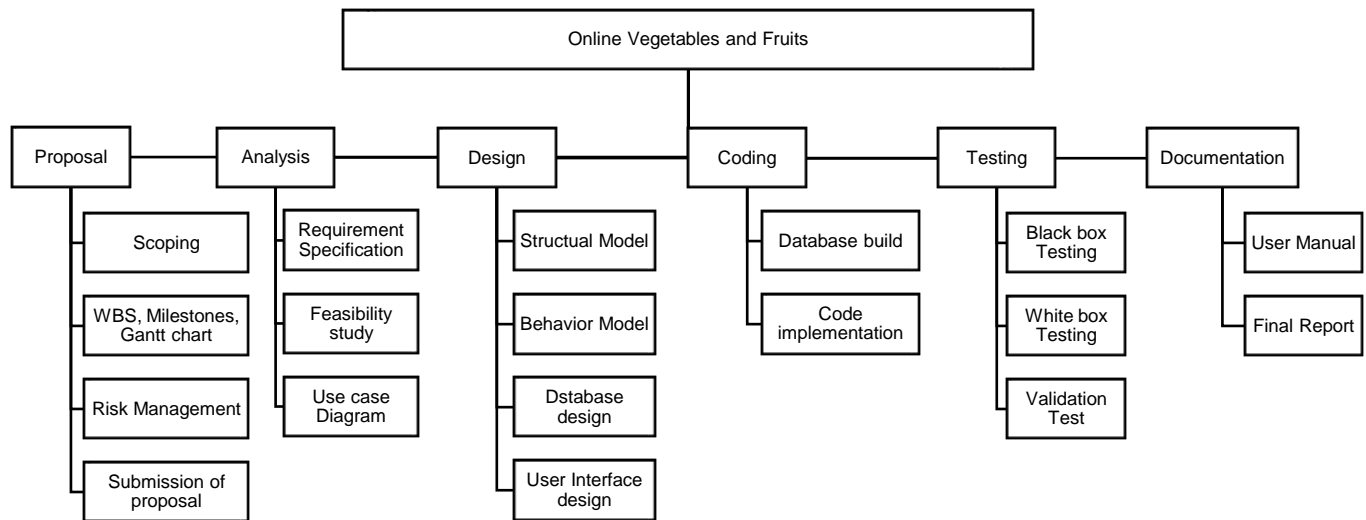 Online Vegetables and Fruits
Proposal
Analysis
Design
Coding
Testing
Documentation
Scoping
WBS, Milestones,
Gantt chart
Risk Management
Submission of
proposal
Requirement
Specification
Feasibility
study
Use case
Diagram
Structual Model
Behavior Model
Dstabase
design
User Interface
design
Database build
Code
implementation
Black box
Testing
White box
Testing
Validation
Test
User Manual
Final Report